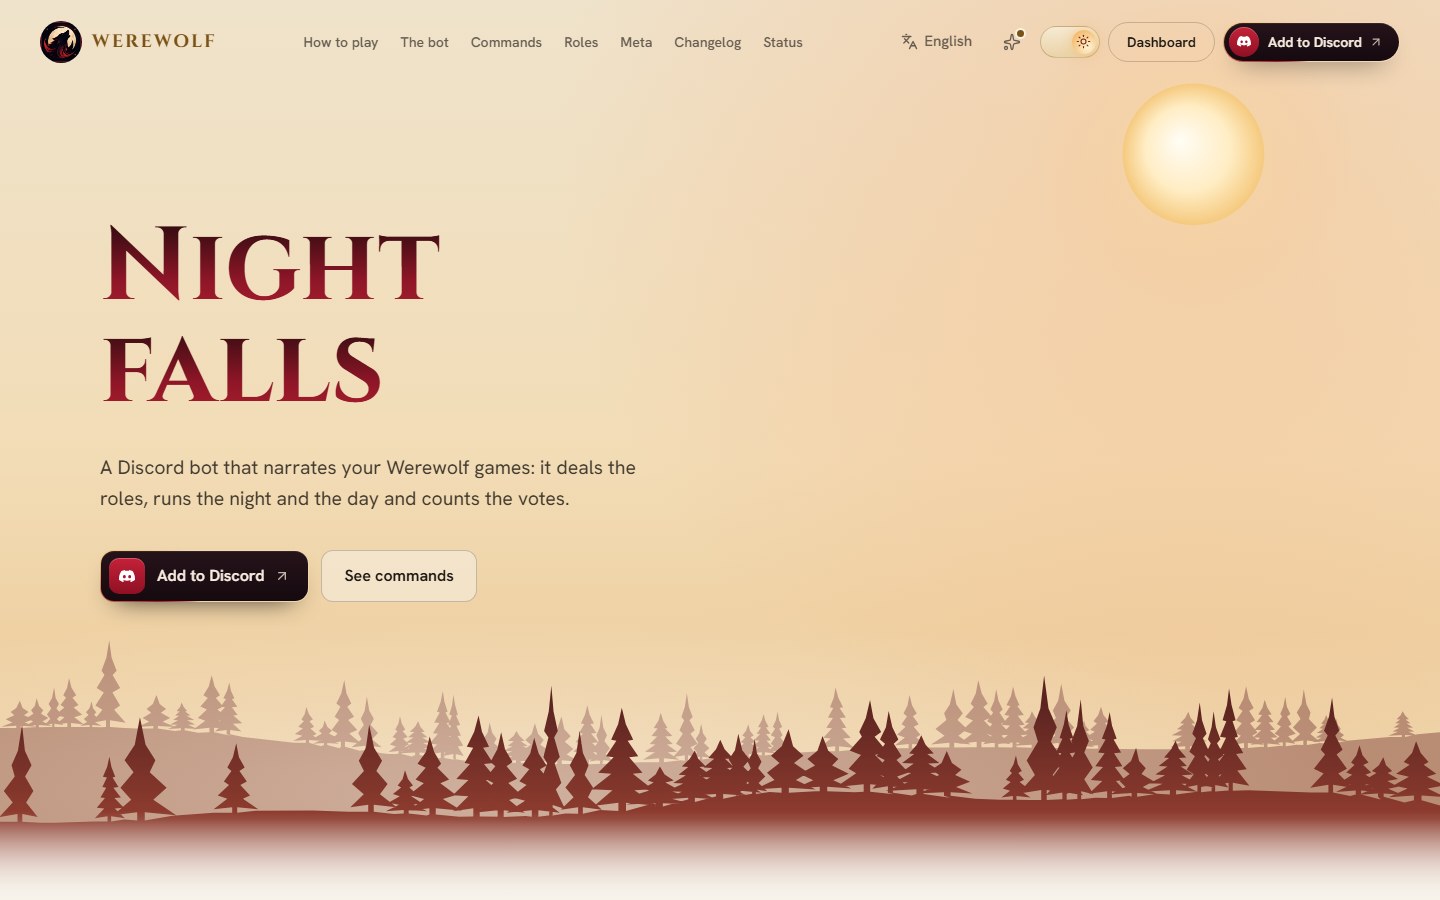 WEREWOLF
How to play
The bot
Commands
Roles
Meta
Changelog
Status
English
Dashboard
Add to Discord
Night
falls
A Discord bot that narrates your Werewolf games: it deals the
roles, runs the night and the day and counts the votes.
Add to Discord
See commands